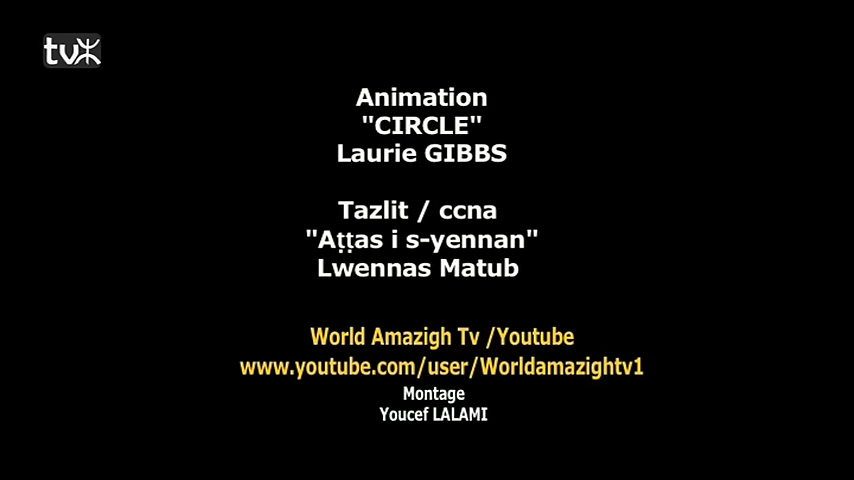 tvⵣ
Animation
"CIRCLE"
Laurie GIBBS
Tazlit / ccna
"Aṭṭas i s-yennan"
Lwennas Matub
World Amazigh Tv /Youtube
www.youtube.com/user/Worldamazightv1
Montage
Youcef LALAMI